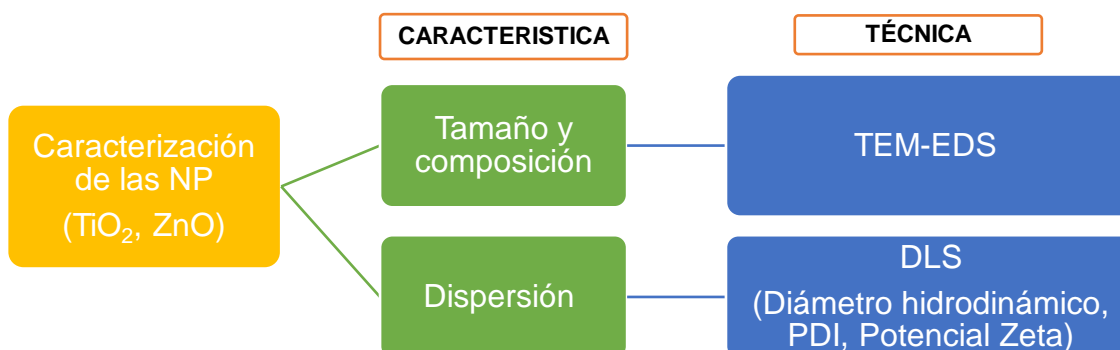 CARACTERISTICA
TÉCNICA
Caracterización
de las NP
(TiO₂, ZnO)
Tamaño y
composición
TEM-EDS
Dispersión
DLS
(Diámetro hidrodinámico,
PDI, Potencial Zeta)